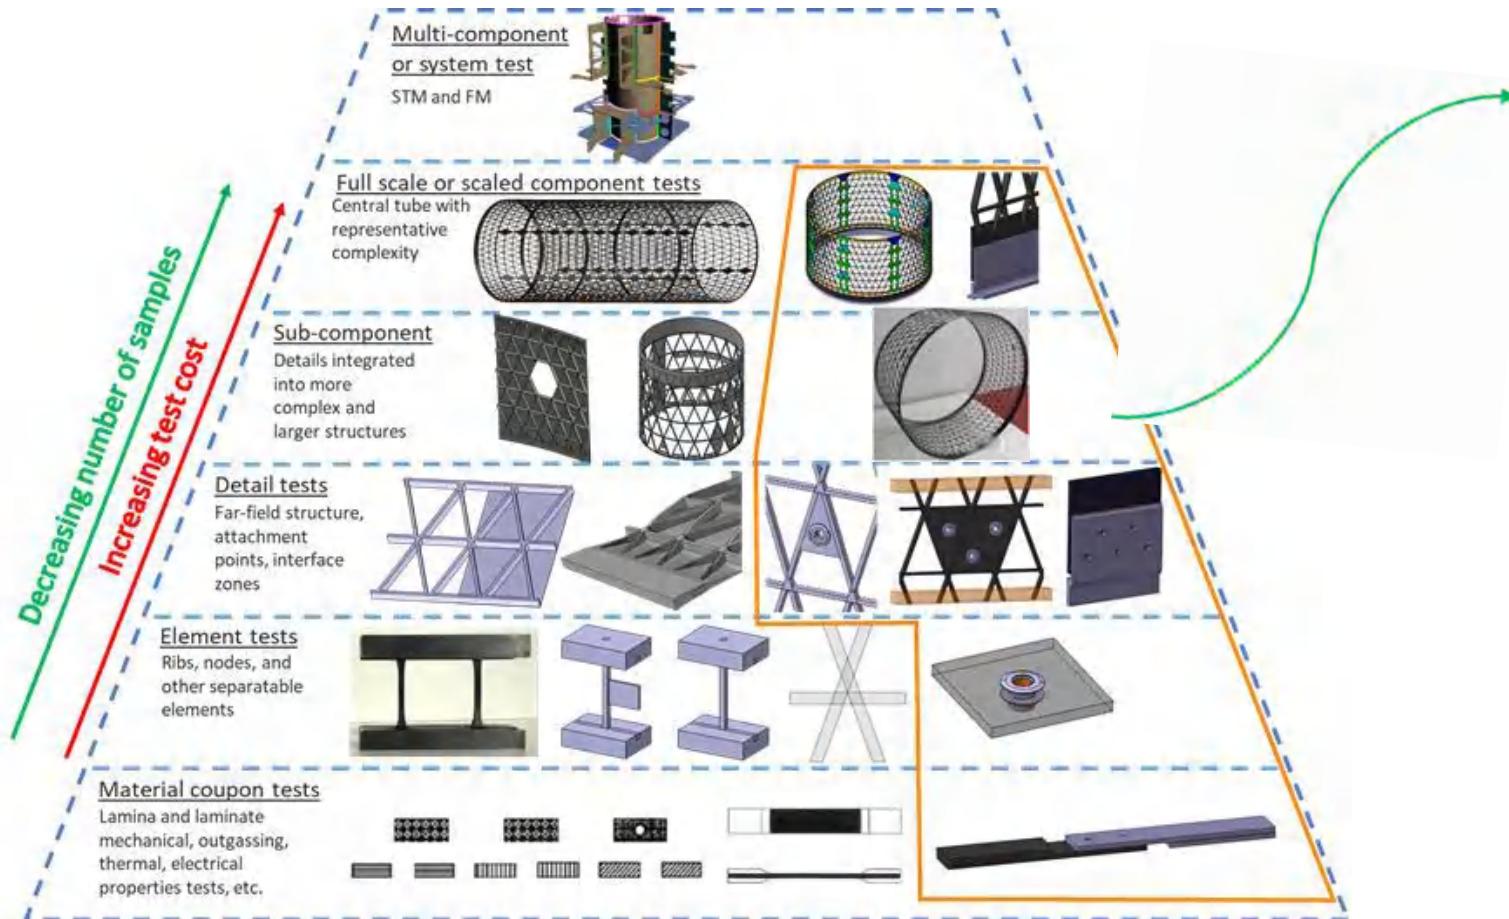 Multi-component
or system test
STM and FM
Full scale or scaled component tests
Central tube with
representative
complexity
Sub-component
Details integrated
into more
complex and
larger structures
Detail tests
Far-field structure,
attachment
points, interface
zones
Element tests
Ribs, nodes, and
other separatable
elements
Material coupon tests
Lamina and laminate
mechanical, outgassing,
thermal, electrical
properties tests, etc.
Decreasing number of samples
Increasing test cost